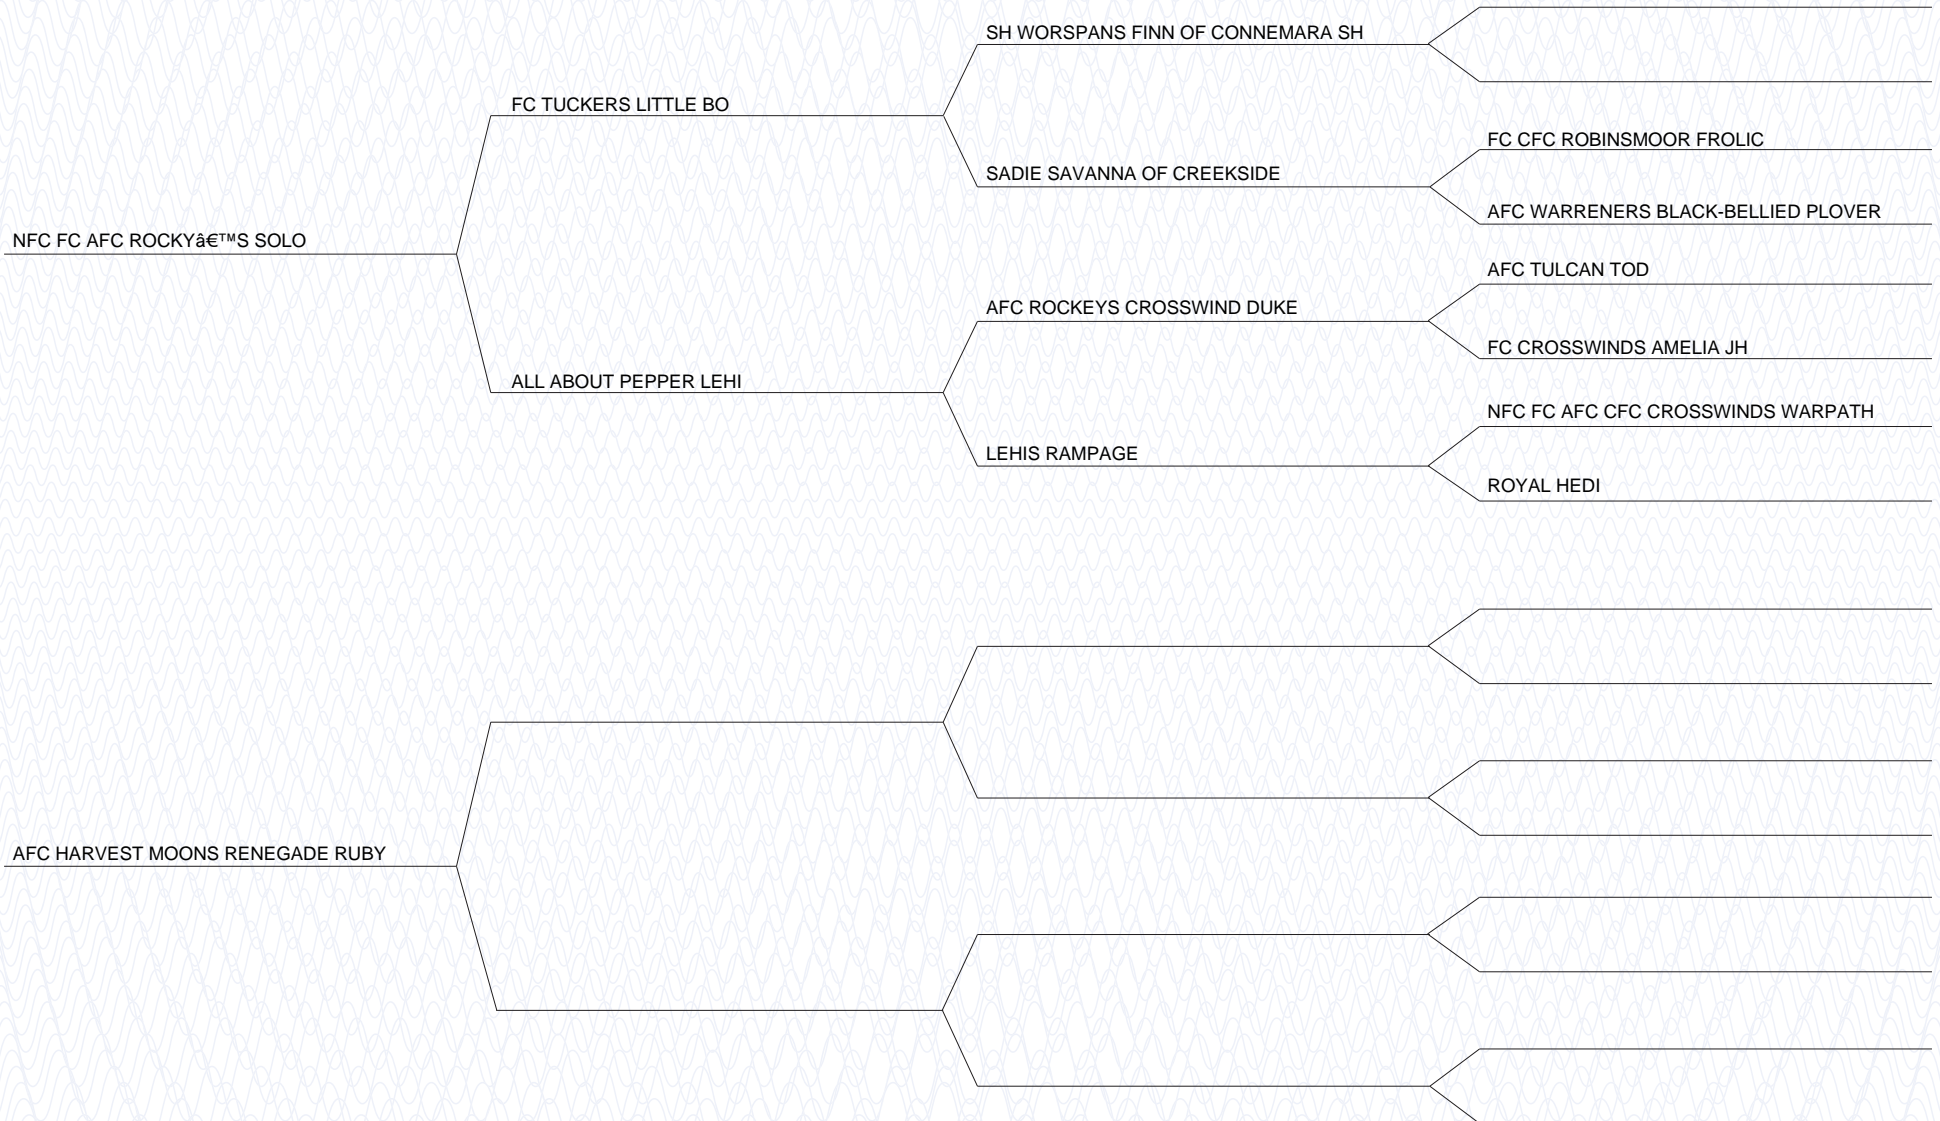 SH WORSPANS FINN OF CONNEMARA SH
FC TUCKERS LITTLE BO
FC CFC ROBINSMOOR FROLIC
SADIE SAVANNA OF CREEKSIDE
AFC WARRENERS BLACK-BELLIED PLOVER
NFC FC AFC ROCKYâ€™S SOLO
AFC TULCAN TOD
AFC ROCKEYS CROSSWIND DUKE
FC CROSSWINDS AMELIA JH
ALL ABOUT PEPPER LEHI
NFC FC AFC CFC CROSSWINDS WARPATH
LEHIS RAMPAGE
ROYAL HEDI
AFC HARVEST MOONS RENEGADE RUBY